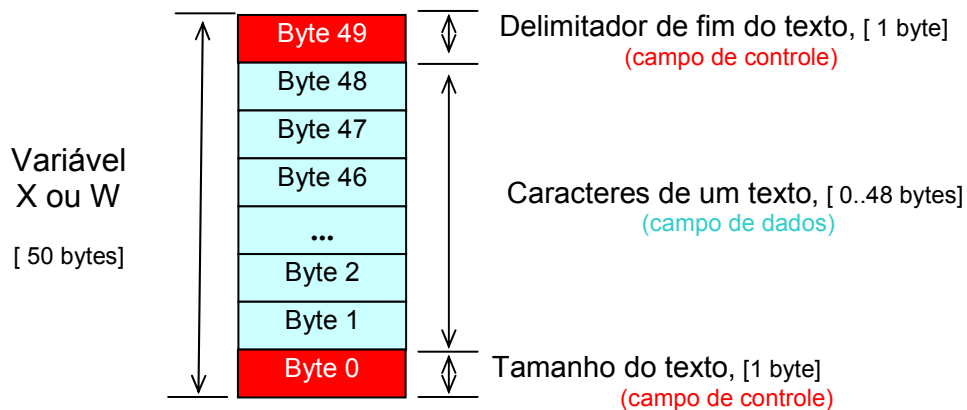 Byte 49
Delimitador de fim do texto, [ 1 byte]
(campo de controle)
Byte 48
Byte 47
Variável
X ou W
[ 50 bytes]
Byte 46
Caracteres de um texto, [ 0..48 bytes]
(campo de dados)
...
Byte 2
Byte 1
Byte 0
Tamanho do texto, [1 byte]
(campo de controle)